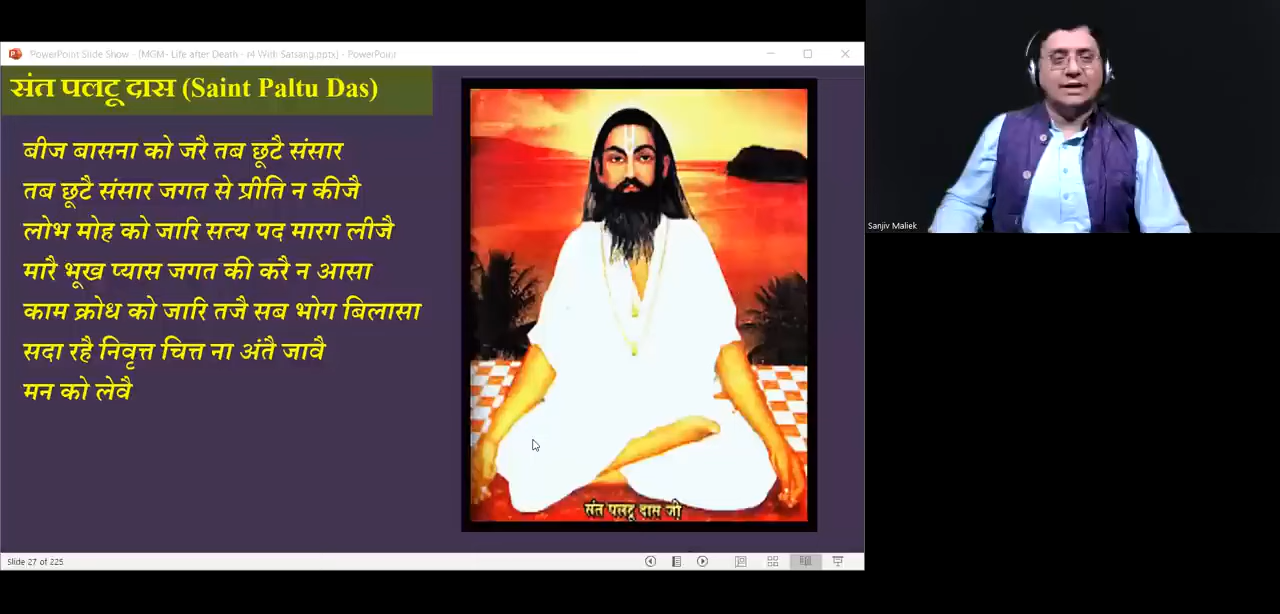 PowerPoint Slide Show - [MGM- Life after Death - r4 With Satsang.pptx] - PowerPoint
संत पलटू दास (Saint Paltu Das)
बीज बासना को जरै तब छूटै संसार
तब छूटै संसार जगत से प्रीति न कीजै
लोभ मोह को जारि सत्य पद मारग लीजै
मारै भूख प्यास जगत की करै न आसा
काम क्रोध को जारि तजै सब भोग बिलासा
सदा रहै निवृत्त चित्त ना अंतै जावै
मन को लेवै
संत पलटू दास जी
Slide 27 of 225
Sanjiv Maliek